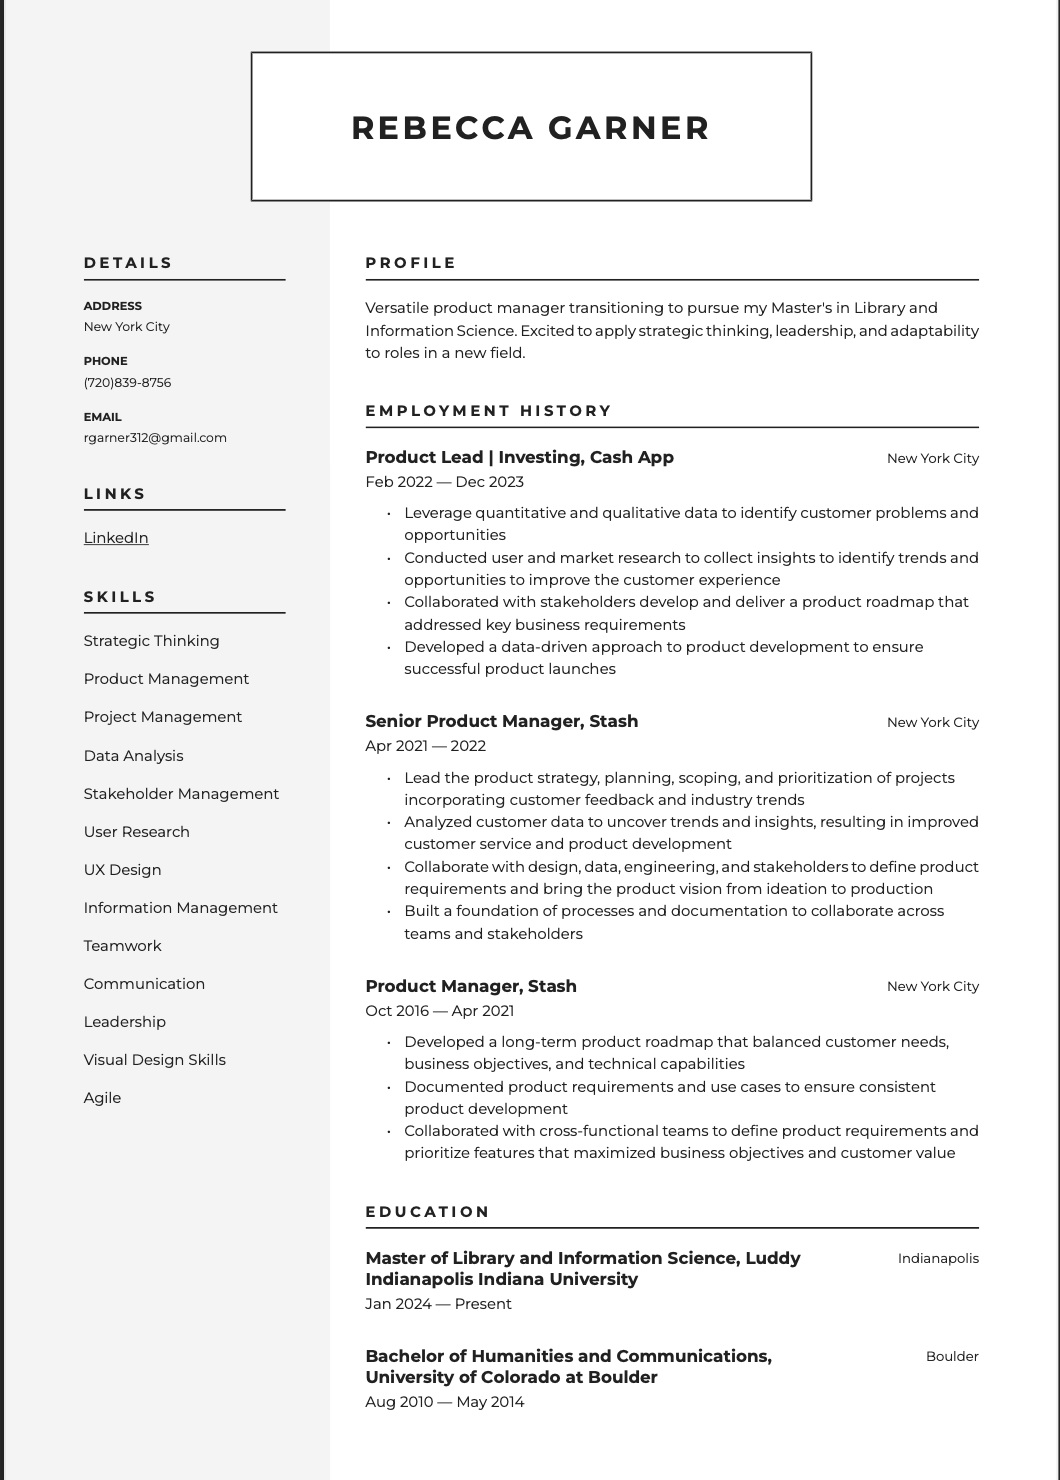 REBECCA GARNER
DETAILS
ADDRESS
New York City
PHONE
(720)839-8756
EMAIL
rgarner312@gmail.com
LINKS
LinkedIn
SKILLS
Strategic Thinking
Product Management
Project Management
Data Analysis
Stakeholder Management
User Research
UX Design
Information Management
Teamwork
Communication
Leadership
Visual Design Skills
Agile
PROFILE
Versatile product manager transitioning to pursue my Master's in Library and
Information Science. Excited to apply strategic thinking, leadership, and adaptability
to roles in a new field.
EMPLOYMENT HISTORY
Product Lead | Investing, Cash App New York City
Feb 2022 — Dec 2023
• Leverage quantitative and qualitative data to identify customer problems and
opportunities
• Conducted user and market research to collect insights to identify trends and
opportunities to improve the customer experience
• Collaborated with stakeholders develop and deliver a product roadmap that
addressed key business requirements
• Developed a data-driven approach to product development to ensure
successful product launches
Senior Product Manager, Stash New York City
Apr 2021 — 2022
• Lead the product strategy, planning, scoping, and prioritization of projects
incorporating customer feedback and industry trends
• Analyzed customer data to uncover trends and insights, resulting in improved
customer service and product development
• Collaborate with design, data, engineering, and stakeholders to define product
requirements and bring the product vision from ideation to production
• Built a foundation of processes and documentation to collaborate across
teams and stakeholders
Product Manager, Stash New York City
Oct 2016 — Apr 2021
• Developed a long-term product roadmap that balanced customer needs,
business objectives, and technical capabilities
• Documented product requirements and use cases to ensure consistent
product development
• Collaborated with cross-functional teams to define product requirements and
prioritize features that maximized business objectives and customer value
EDUCATION
Master of Library and Information Science, Luddy Indianapolis
Indianapolis Indiana University
Jan 2024 — Present
Bachelor of Humanities and Communications, Boulder
University of Colorado at Boulder
Aug 2010 — May 2014